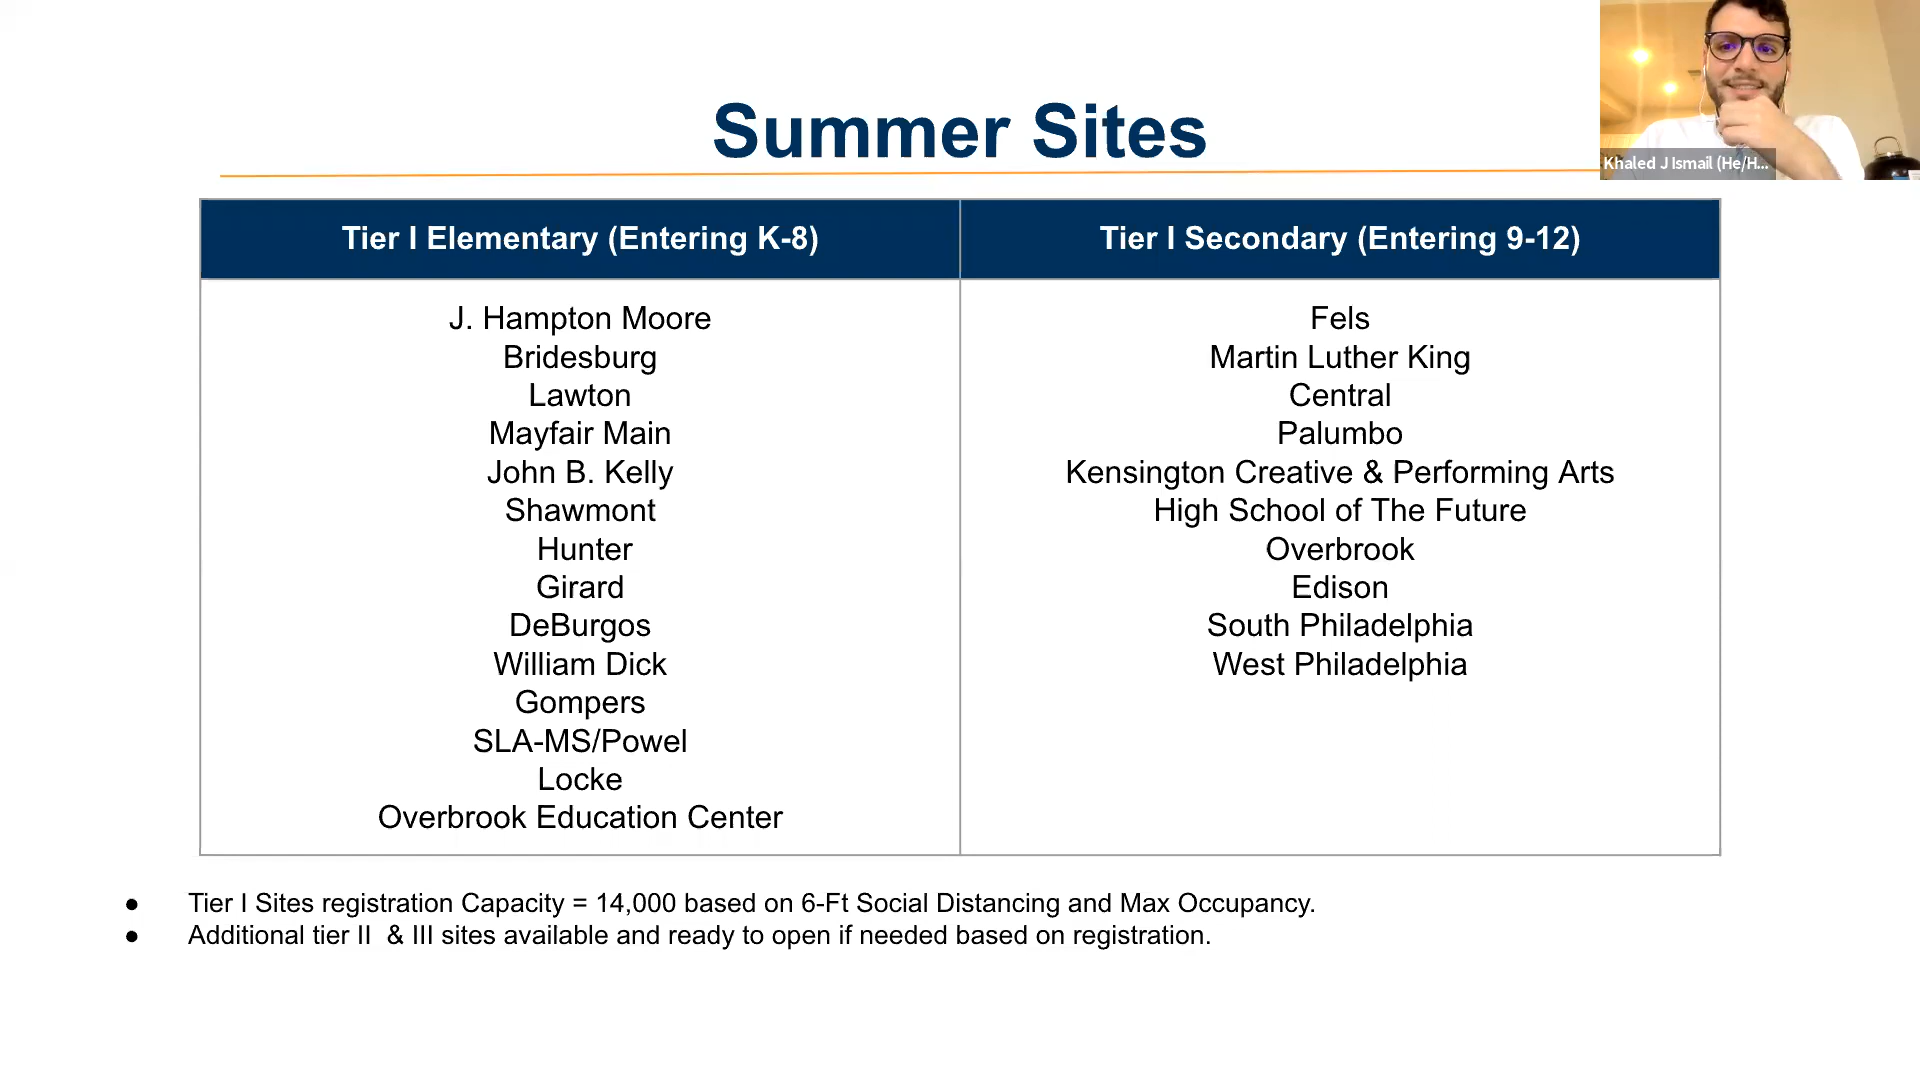 Summer Sites
Khaled J Ismail (He/H...
Tier I Elementary (Entering K-8)
Tier I Secondary (Entering 9-12)
J. Hampton Moore
Bridesburg
Lawton
Mayfair Main
John B. Kelly
Shawmont
Hunter
Girard
DeBurgos
William Dick
Gompers
SLA-MS/Powel
Locke
Overbrook Education Center
Fels
Martin Luther King
Central
Palumbo
Kensington Creative & Performing Arts
High School of The Future
Overbrook
Edison
South Philadelphia
West Philadelphia
● Tier I Sites registration Capacity = 14,000 based on 6-Ft Social Distancing and Max Occupancy.
● Additional tier II & III sites available and ready to open if needed based on registration.